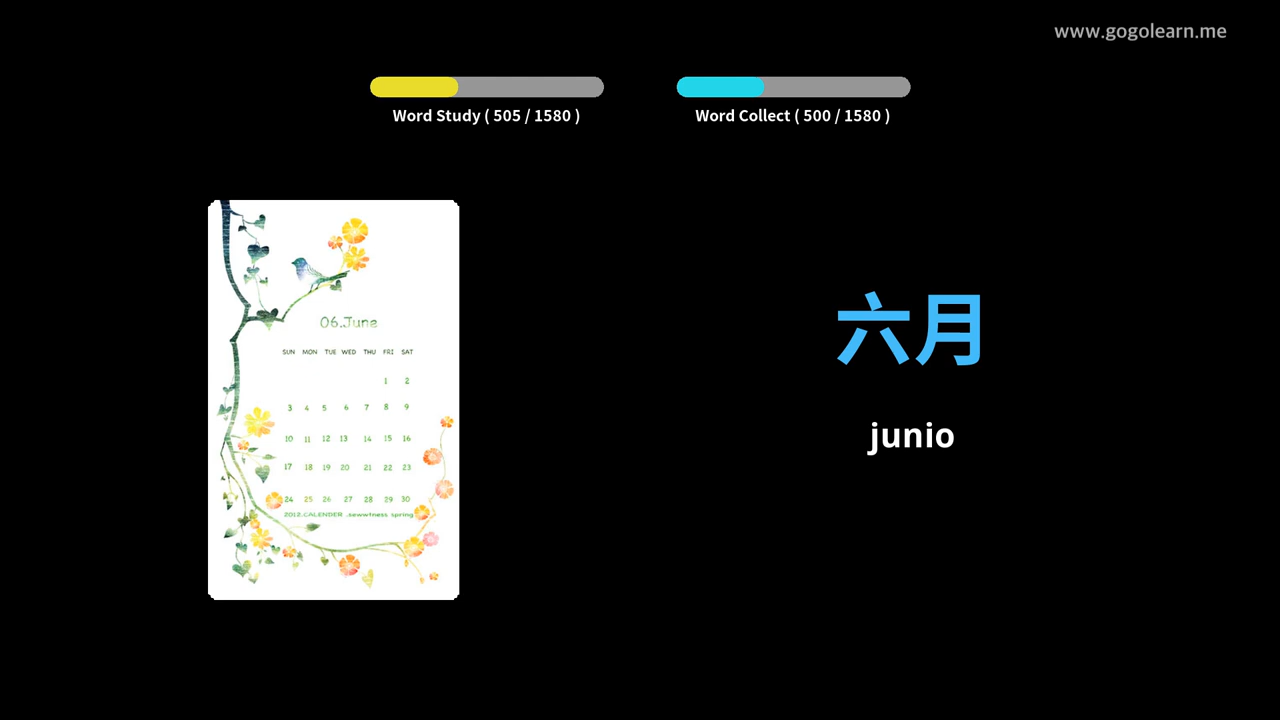 www.gogolearn.me
Word Study ( 505 / 1580 )
Word Collect ( 500 / 1580 )
06.June
SUN MON TUE WED THU FRI SAT
1 2
3 4 5 6 7 8 9
10 11 12 13 14 15 16
17 18 19 20 21 22 23
24 25 26 27 28 29 30
2012.CALENDER .sewwtness spring
六月
junio